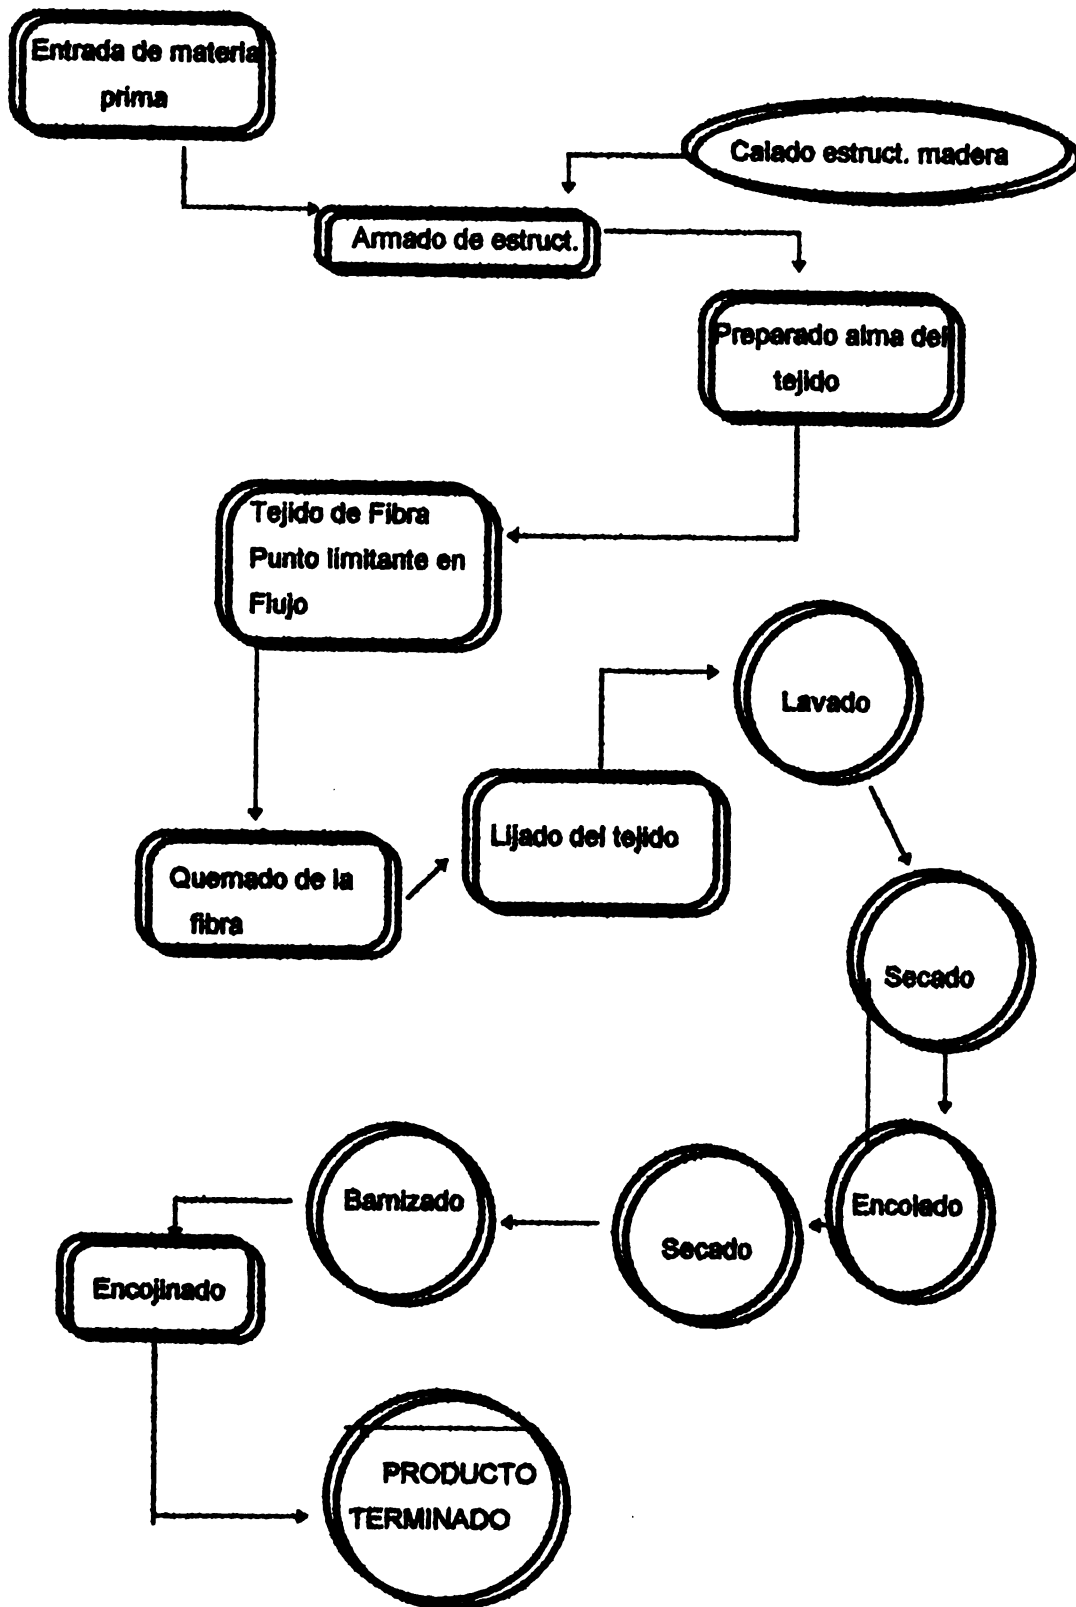 Entrada de materia
prima
Calado estruct. madera
Armado de estruct.
Preparado alma del
tejido
Tejido de Fibra
Punto limitante en
Flujo
Lavado
Lijado del tejido
Quemado de la
fibra
Secado
Encolado
Secado
Barnizado
Encojinado
PRODUCTO
TERMINADO